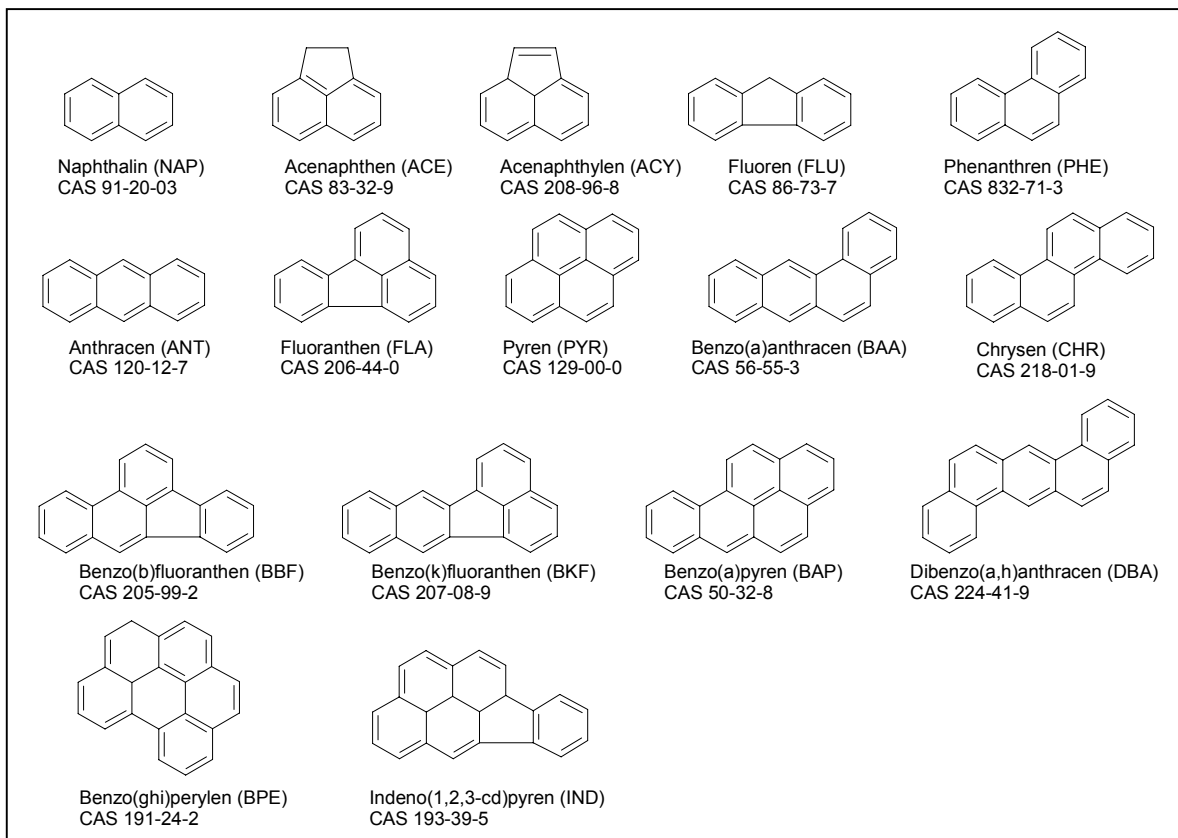 Naphthalin (NAP)
CAS 91-20-03
Acenaphthen (ACE)
CAS 83-32-9
Acenaphthylen (ACY)
CAS 208-96-8
Fluoren (FLU)
CAS 86-73-7
Phenanthren (PHE)
CAS 832-71-3
Anthracen (ANT)
CAS 120-12-7
Fluoranthen (FLA)
CAS 206-44-0
Pyren (PYR)
CAS 129-00-0
Benzo(a)anthracen (BAA)
CAS 56-55-3
Chrysen (CHR)
CAS 218-01-9
Benzo(b)fluoranthen (BBF)
CAS 205-99-2
Benzo(k)fluoranthen (BKF)
CAS 207-08-9
Benzo(a)pyren (BAP)
CAS 50-32-8
Dibenzo(a,h)anthracen (DBA)
CAS 224-41-9
Benzo(ghi)perylen (BPE)
CAS 191-24-2
Indeno(1,2,3-cd)pyren (IND)
CAS 193-39-5